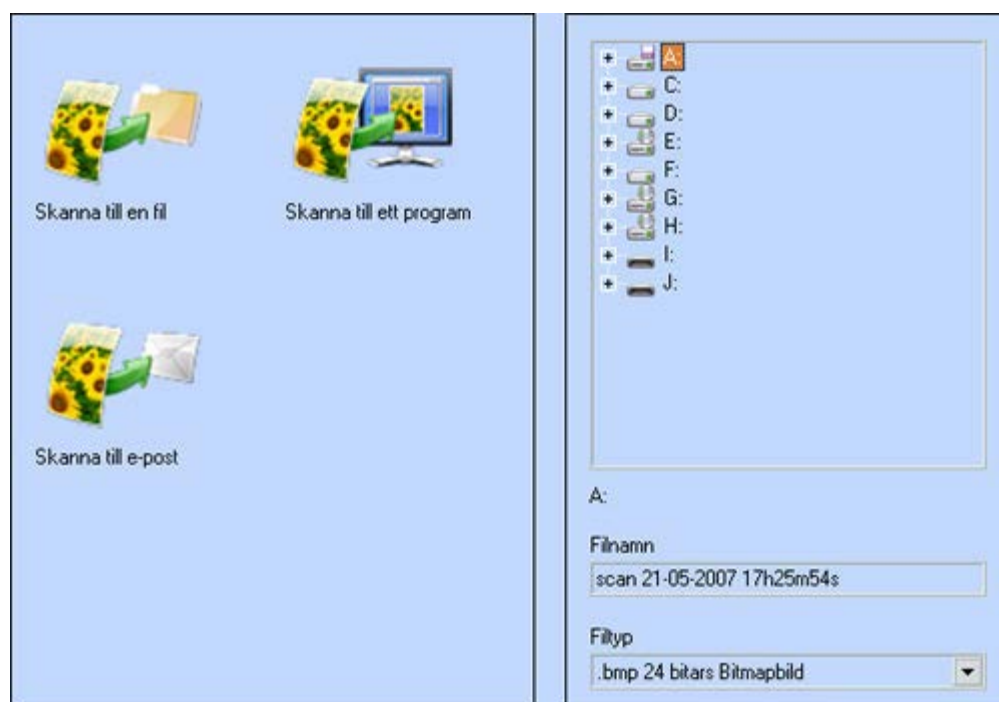 Skanna till en fil
Skanna till ett program
Skanna till e-post
A:
C:
D:
E:
F:
G:
H:
I:
J:
A:
Filnamn
scan 21-05-2007 17h25m54s
Filtyp
.bmp 24 bitars Bitmapbild